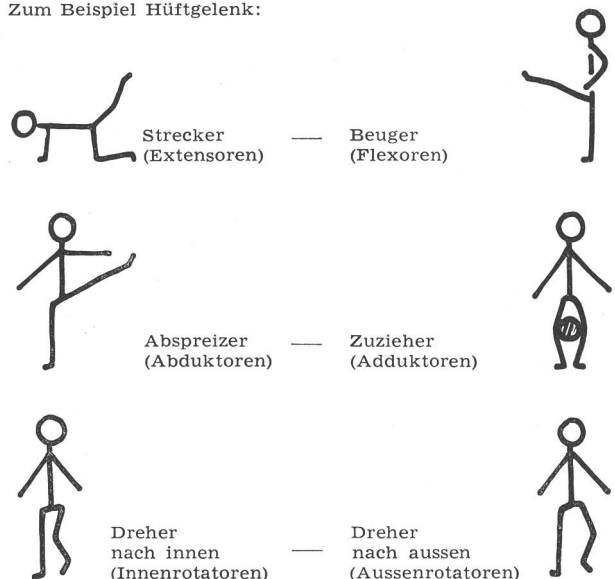 Zum Beispiel Hüftgelenk:
Strecker — Beuger
(Extensoren) (Flexoren)
Abspreizer — Zuzieher
(Abduktoren) (Adduktoren)
Dreher Dreher
nach innen — nach aussen
(Innenrotatoren) (Aussenrotatoren)